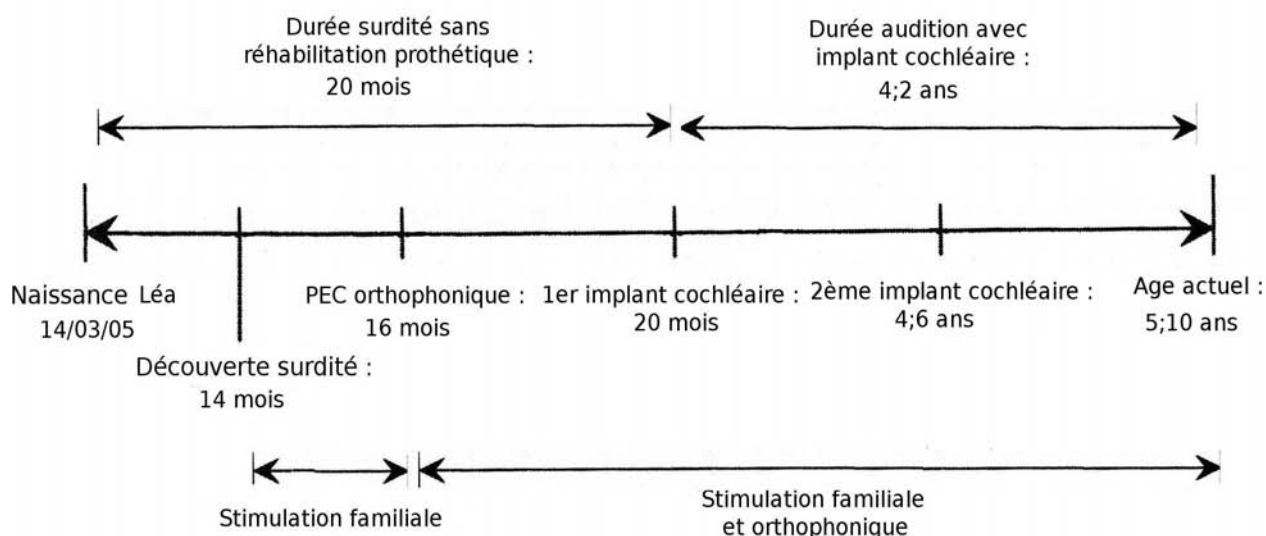 Durée surdité sans
réhabilitation prothétique :
20 mois
Durée audition avec
implant cochléaire :
4;2 ans
Naissance Léa
14/03/05
Découverte surdité :
14 mois
PEC orthophonique :
16 mois
1er implant cochléaire :
20 mois
2ème implant cochléaire :
4;6 ans
Age actuel :
5;10 ans
Stimulation familiale
Stimulation familiale
et orthophonique